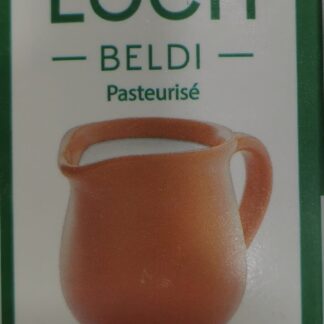 — BELDI —
Pasteurisé